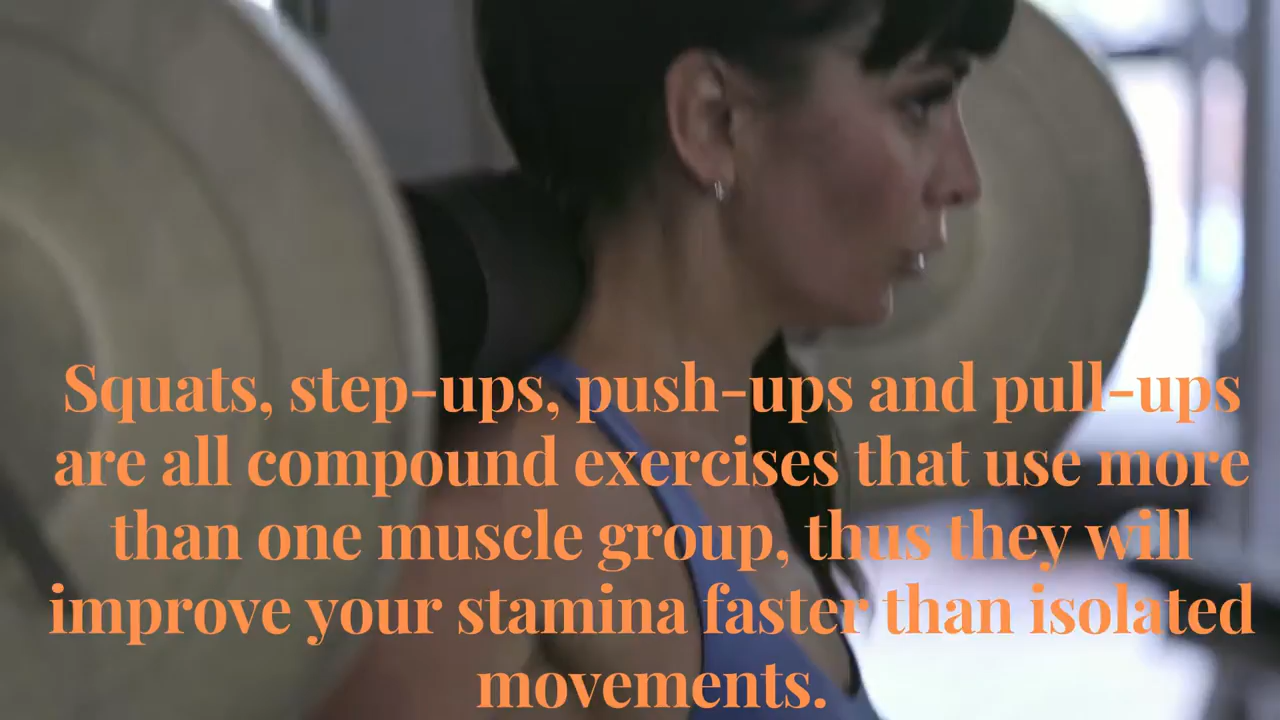 Squats, step-ups, push-ups and pull-ups
are all compound exercises that use more
than one muscle group, thus they will
improve your stamina faster than isolated
movements.